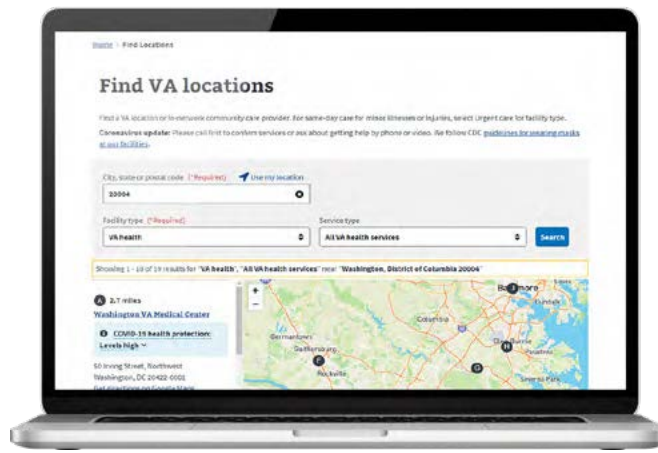 Home > Find Locations
Find VA locations
Find a VA location or in-network community care provider. For same-day care for minor illnesses or injuries, select Urgent care for facility type.
Coronavirus update: Please call first to confirm services or ask about getting help by phone or video. We follow CDC guidelines for wearing masks
at our facilities.
City, state or postal code (*Required) Use my location
20004
Facility type (*Required) Service type
VA health All VA health services Search
Showing 1 - 10 of 19 results for "VA health", "All VA health services" near "Washington, District of Columbia 20004"
A 2.7 miles
Washington VA Medical Center
COVID-19 health protection:
Levels high
50 Irving Street, Northwest
Washington, DC 20422-0001
Get directions on Google Maps
+
−
Baltimore
J
Dundalk
Columbia
Germantown
Glen Burnie
H
Gaithersburg
Pasadena
F
Rockville
G
Severna Park